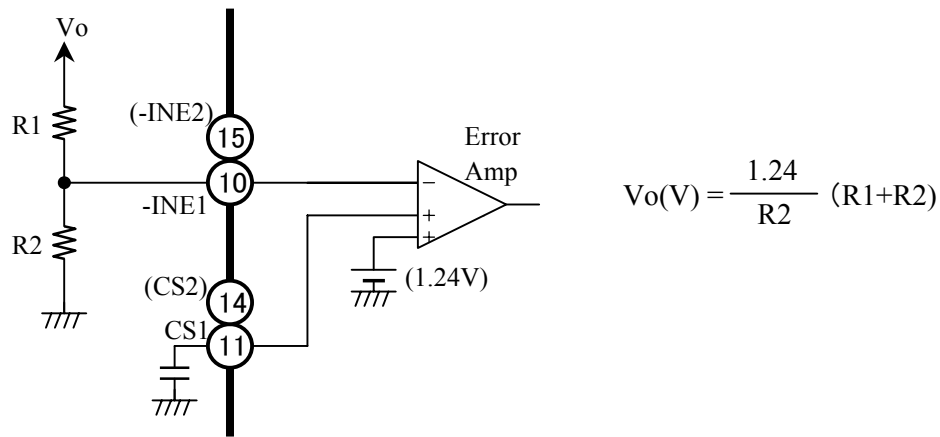 Vo
R1
(-INE2)
15
10
-INE1
R2
(CS2)
14
CS1
11
Error
Amp
−
+
+
(1.24V)
Vo(V) = 1.24 / R2 (R1+R2)